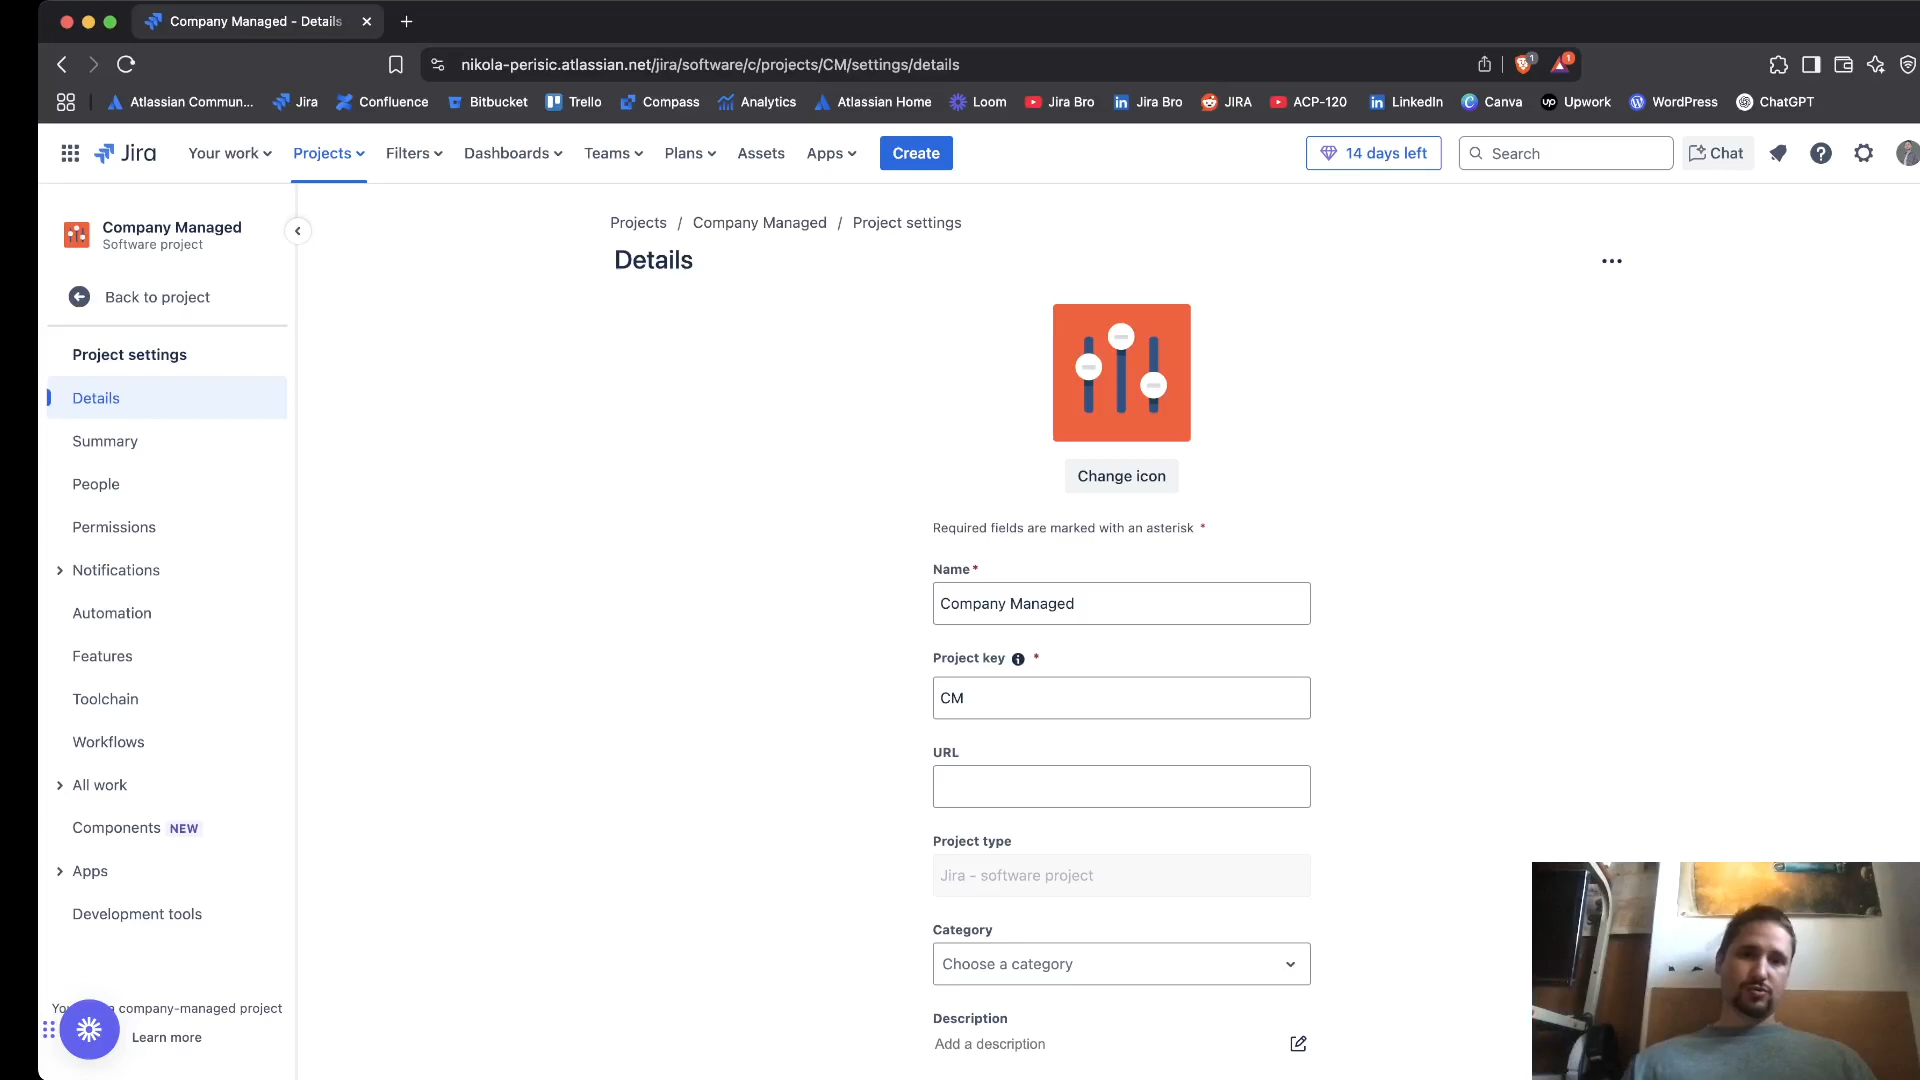 Company Managed - Details
nikola-perisic.atlassian.net/jira/software/c/projects/CM/settings/details
1
1
Atlassian Commun...
Jira
Confluence
Bitbucket
Trello
Compass
Analytics
Atlassian Home
Loom
Jira Bro
Jira Bro
JIRA
ACP-120
LinkedIn
Canva
up Upwork
WordPress
ChatGPT
Jira
Your work
Projects
Filters
Dashboards
Teams
Plans
Assets
Apps
Create
14 days left
Search
Chat
Company Managed
Software project
Back to project
Project settings
Details
Summary
People
Permissions
Notifications
Automation
Features
Toolchain
Workflows
All work
Components NEW
Apps
Development tools
company-managed project
Learn more
Projects / Company Managed / Project settings
Details
Change icon
Required fields are marked with an asterisk *
Name *
Company Managed
Project key *
CM
URL
Project type
Jira - software project
Category
Choose a category
Description
Add a description